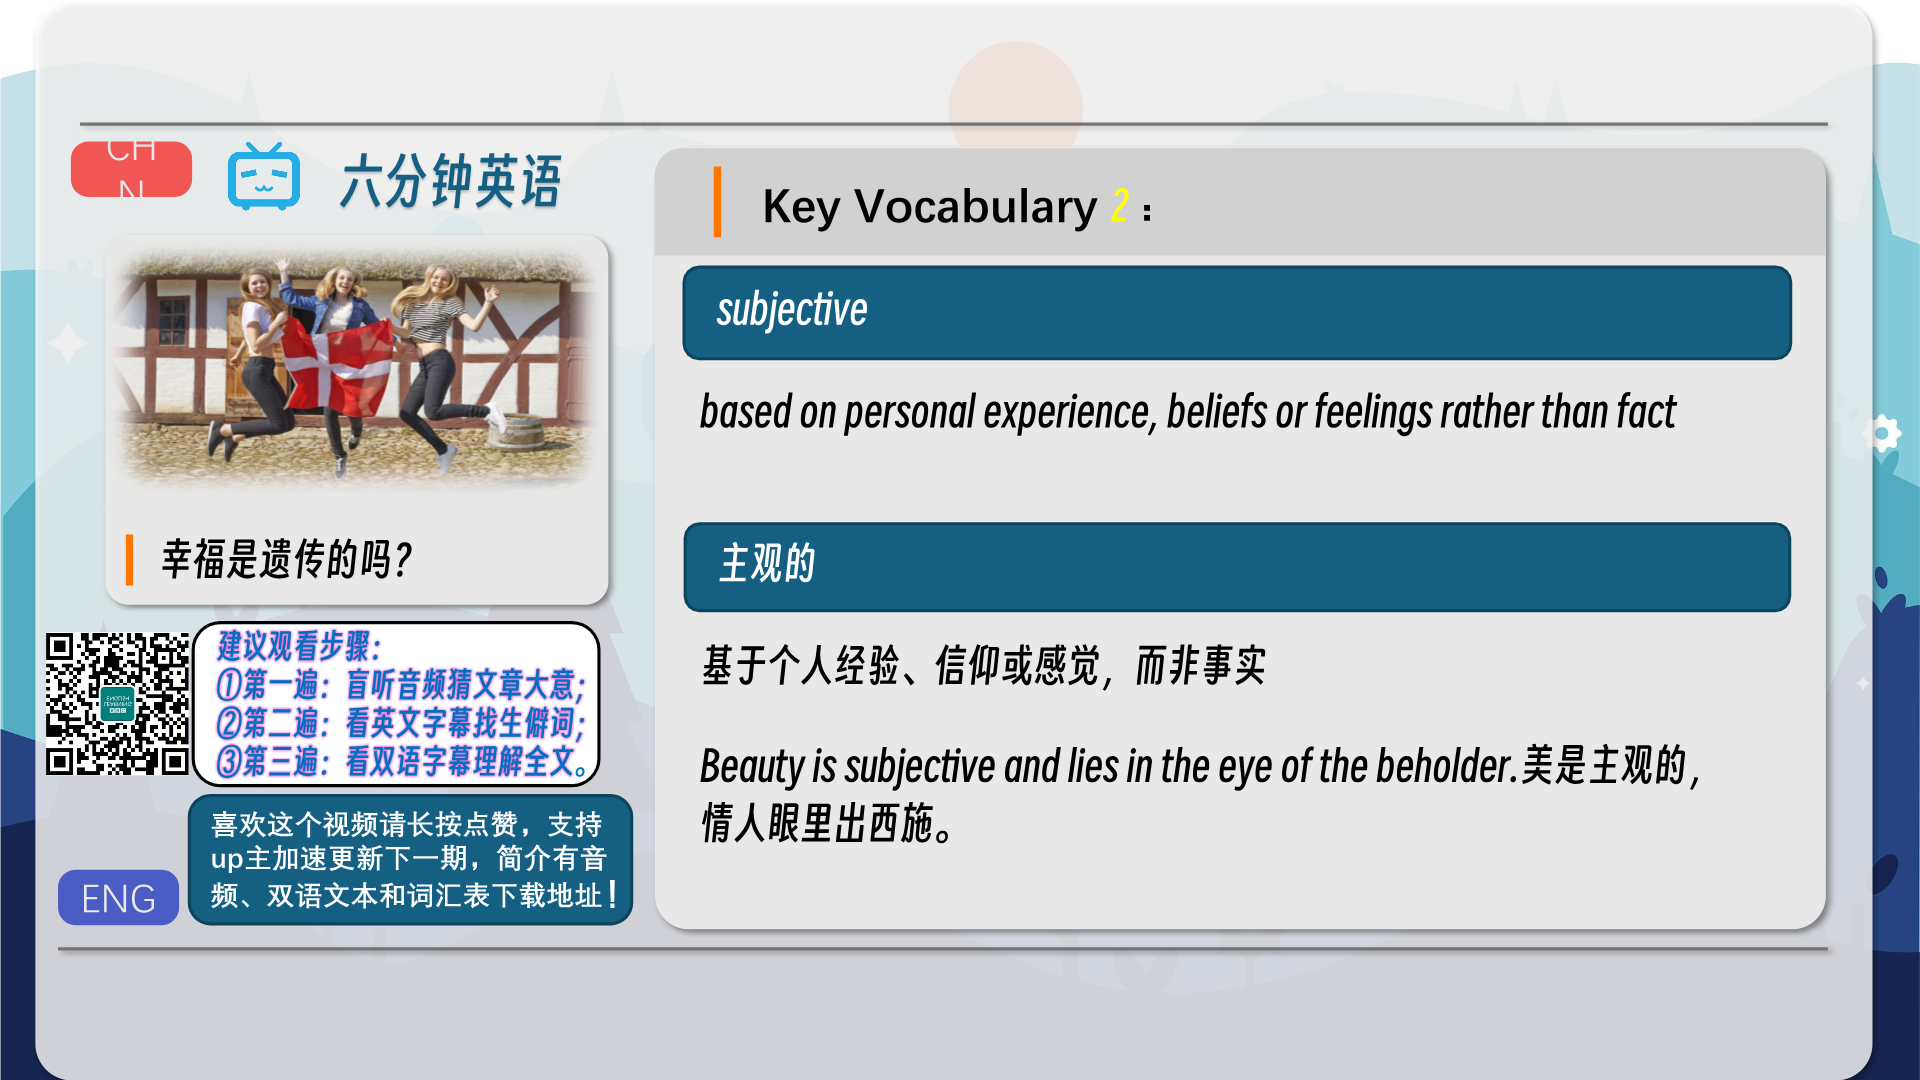 CH
N
六分钟英语
幸福是遗传的吗？
建议观看步骤：
①第一遍：盲听音频猜文章大意；
②第二遍：看英文字幕找生僻词；
③第三遍：看双语字幕理解全文。
喜欢这个视频请长按点赞，支持
up主加速更新下一期，简介有音
频、双语文本和词汇表下载地址！
ENG
Key Vocabulary 2：
subjective
based on personal experience, beliefs or feelings rather than fact
主观的
基于个人经验、信仰或感觉，而非事实
Beauty is subjective and lies in the eye of the beholder.美是主观的，
情人眼里出西施。